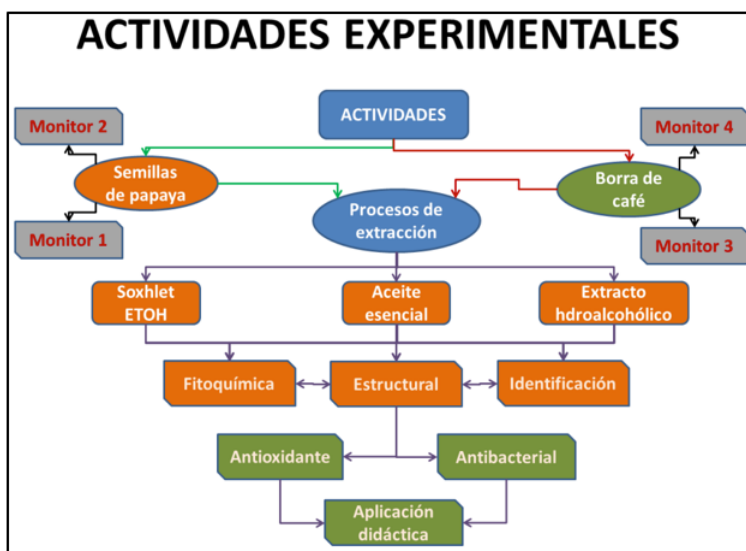 ACTIVIDADES EXPERIMENTALES
ACTIVIDADES
Monitor 2
Monitor 4
Semillas
de papaya
Borra de
café
Procesos de
extracción
Monitor 1
Monitor 3
Soxhlet
ETOH
Aceite
esencial
Extracto
hdroalcohólico
Fitoquímica
Estructural
Identificación
Antioxidante
Antibacterial
Aplicación
didáctica